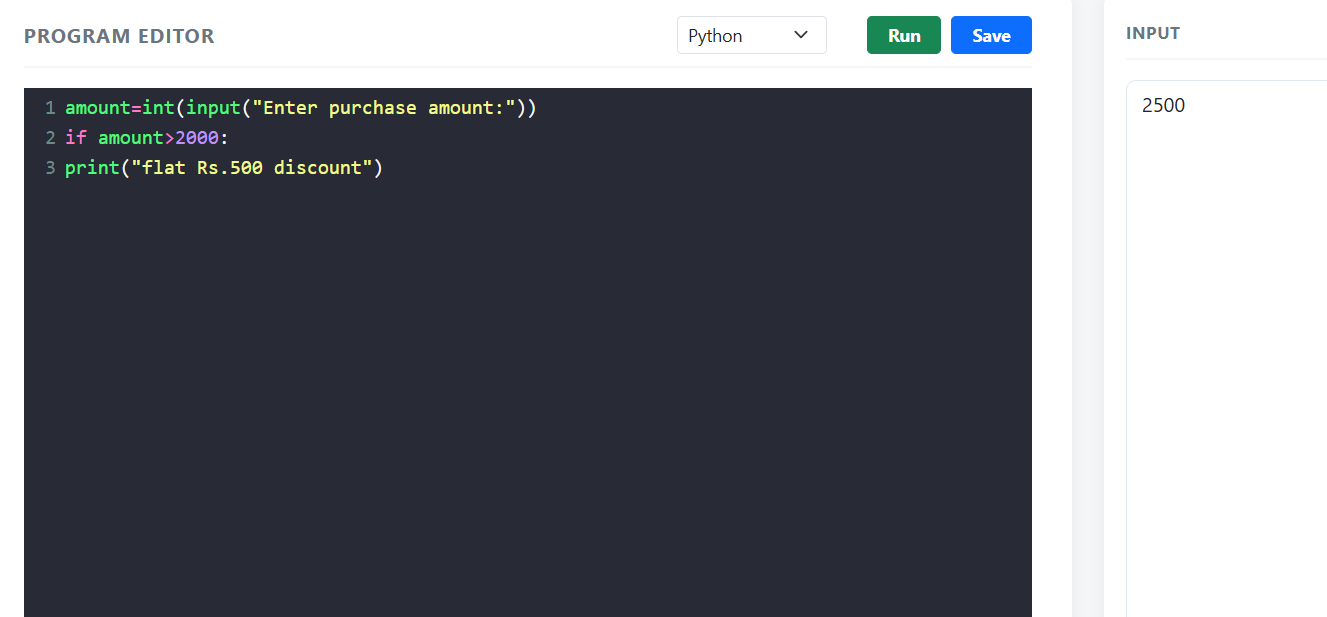 PROGRAM EDITOR
Python
Run
Save
1 amount=int(input("Enter purchase amount:"))
2 if amount>2000:
3 print("flat Rs.500 discount")
INPUT
2500